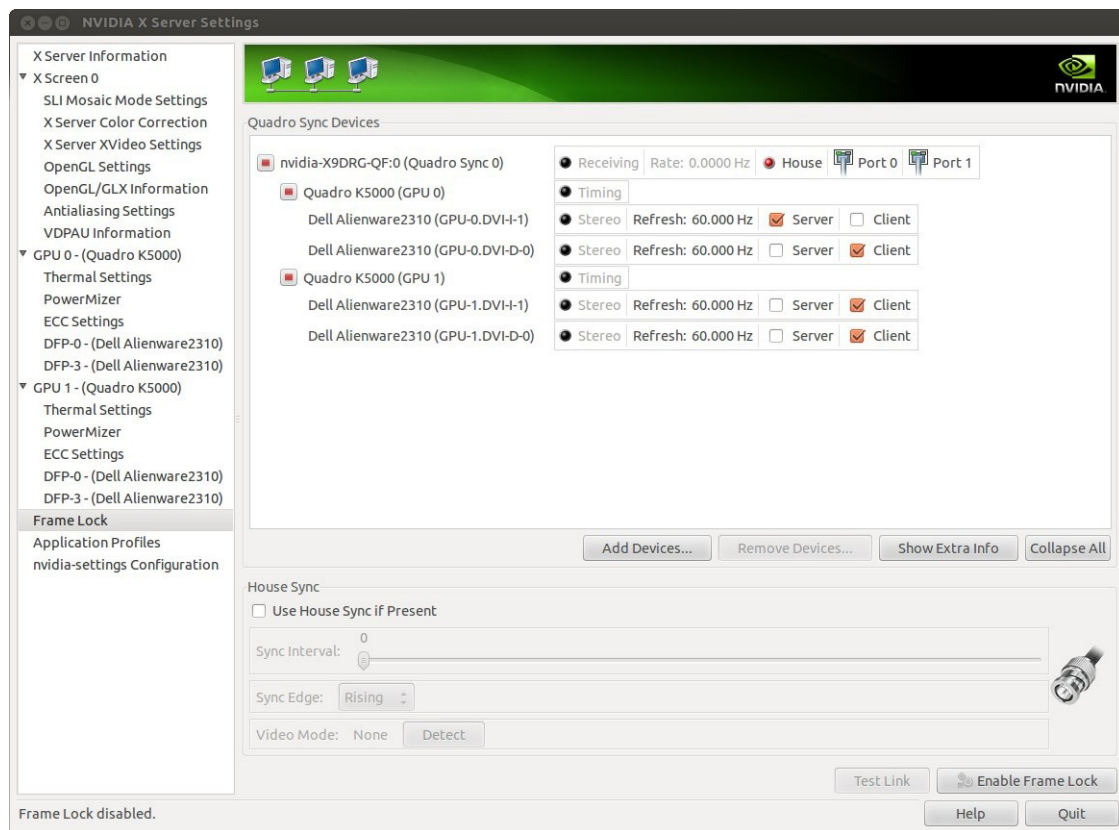 NVIDIA X Server Settings
X Server Information
X Screen 0
SLI Mosaic Mode Settings
X Server Color Correction
X Server XVideo Settings
OpenGL Settings
OpenGL/GLX Information
Antialiasing Settings
VDPAU Information
GPU 0 - (Quadro K5000)
Thermal Settings
PowerMizer
ECC Settings
DFP-0 - (Dell Alienware2310)
DFP-3 - (Dell Alienware2310)
GPU 1 - (Quadro K5000)
Thermal Settings
PowerMizer
ECC Settings
DFP-0 - (Dell Alienware2310)
DFP-3 - (Dell Alienware2310)
Frame Lock
Application Profiles
nvidia-settings Configuration
NVIDIA
Quadro Sync Devices
nvidia-X9DRG-QF:0 (Quadro Sync 0) Receiving Rate: 0.0000 Hz House Port 0 Port 1
Quadro K5000 (GPU 0) Timing
Dell Alienware2310 (GPU-0.DVI-I-1) Stereo Refresh: 60.000 Hz Server Client
Dell Alienware2310 (GPU-0.DVI-D-0) Stereo Refresh: 60.000 Hz Server Client
Quadro K5000 (GPU 1) Timing
Dell Alienware2310 (GPU-1.DVI-I-1) Stereo Refresh: 60.000 Hz Server Client
Dell Alienware2310 (GPU-1.DVI-D-0) Stereo Refresh: 60.000 Hz Server Client
Add Devices... Remove Devices... Show Extra Info Collapse All
House Sync
Use House Sync if Present
0
Sync Interval:
Sync Edge: Rising
Video Mode: None Detect
Test Link Enable Frame Lock
Frame Lock disabled. Help Quit